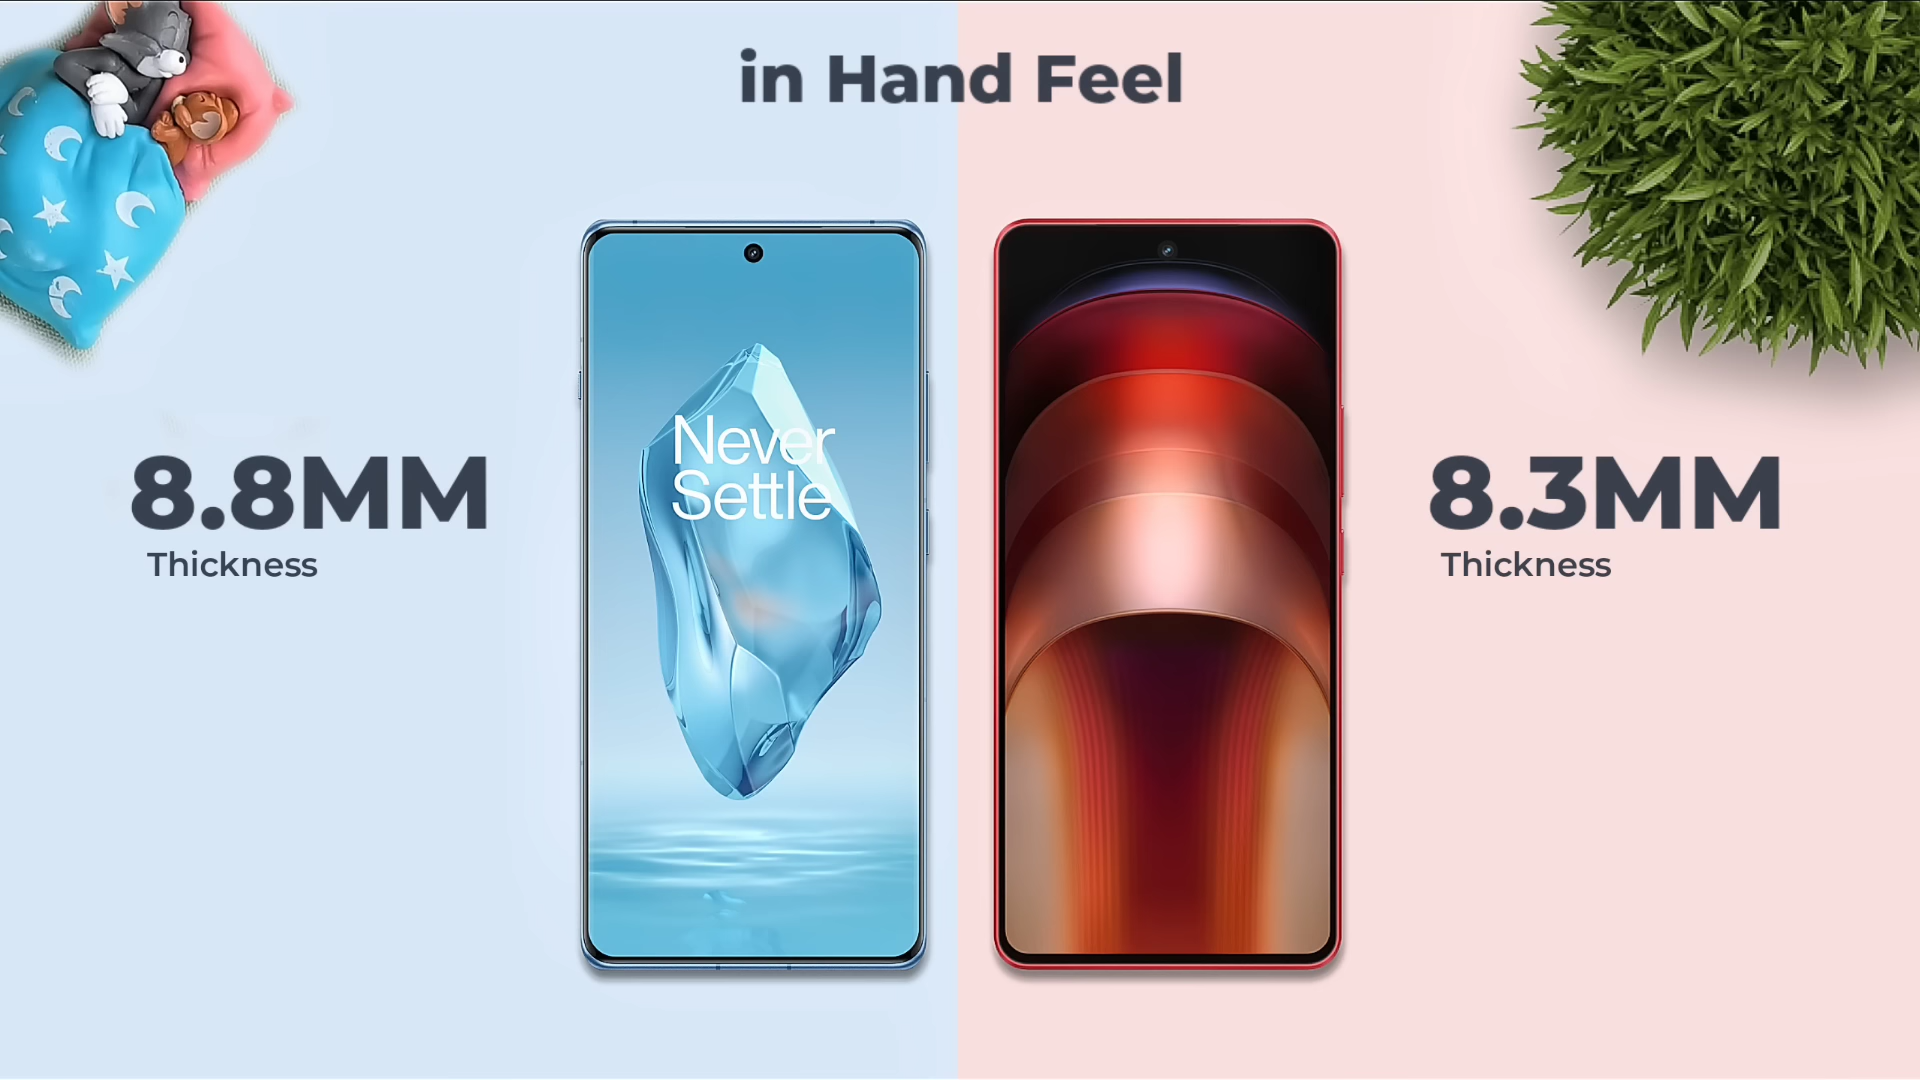 in Hand Feel
8.8MM
Thickness
Never
Settle
8.3MM
Thickness